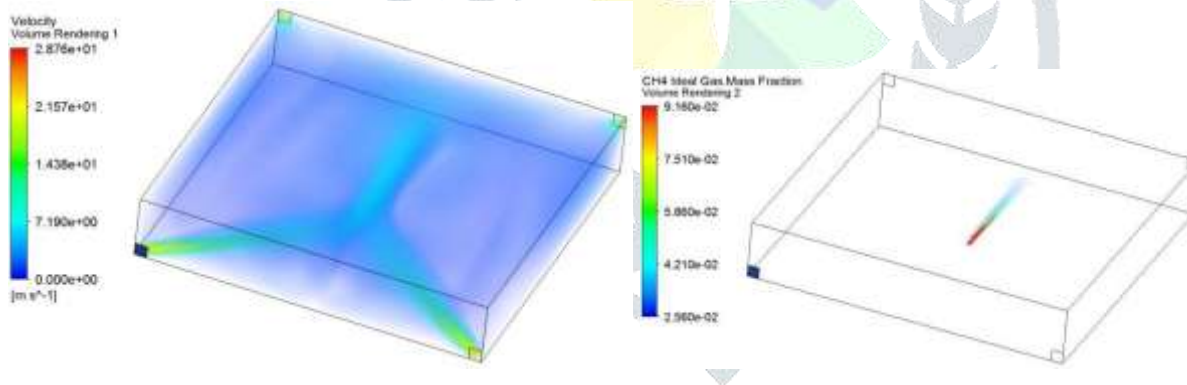 Velocity
Volume Rendering 1
2.876e+01
2.157e+01
1.438e+01
7.190e+00
0.000e+00
[m s^-1]
CH4 Ideal Gas.Mass Fraction
Volume Rendering 2
9.160e-02
7.510e-02
5.860e-02
4.210e-02
2.560e-02